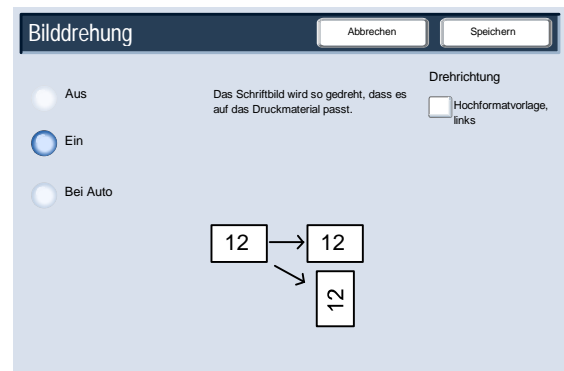 Bilddrehung
Abbrechen
Speichern
Aus
Ein
Bei Auto
Das Schriftbild wird so gedreht, dass es
auf das Druckmaterial passt.
Drehrichtung
Hochformatvorlage,
links
12
12
12